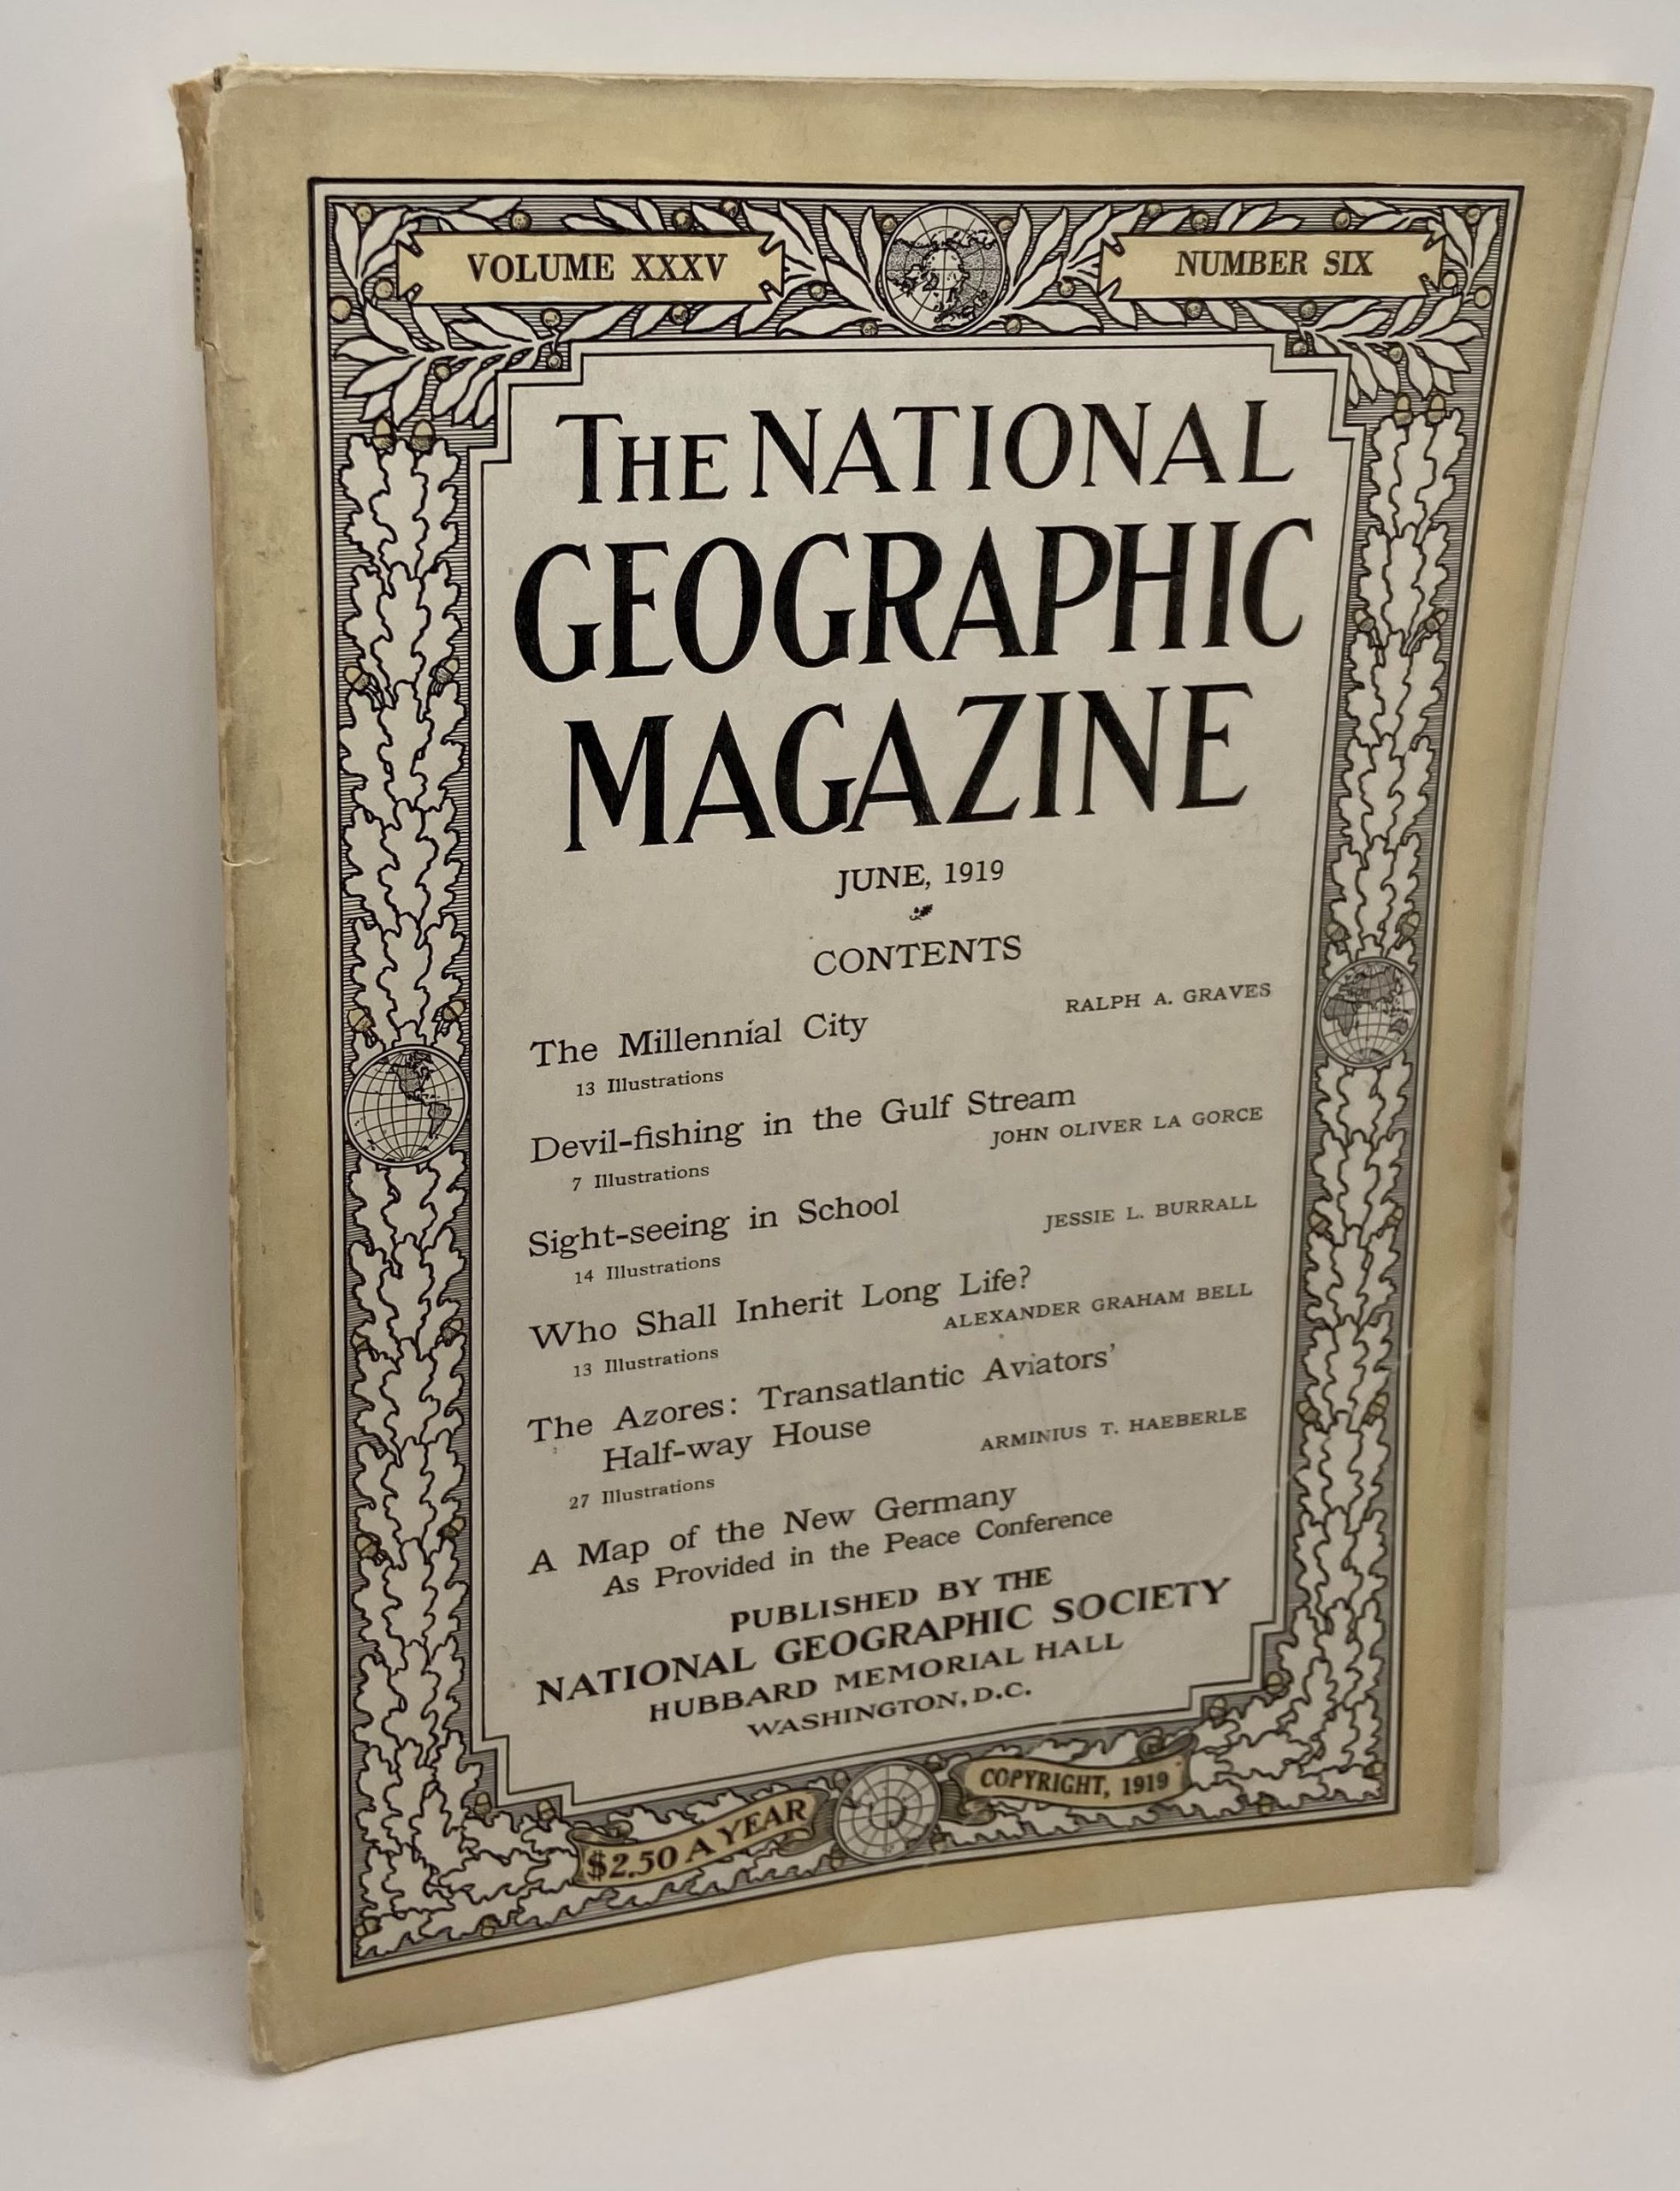 VOLUME XXXV
NUMBER SIX
THE NATIONAL
GEOGRAPHIC
MAGAZINE
JUNE, 1919
CONTENTS
The Millennial City
RALPH A. GRAVES
13 Illustrations
Devil-fishing in the Gulf Stream
JOHN OLIVER LA GORCE
7 Illustrations
Sight-seeing in School
JESSIE L. BURRALL
14 Illustrations
Who Shall Inherit Long Life?
ALEXANDER GRAHAM BELL
13 Illustrations
The Azores: Transatlantic Aviators'
Half-way House
ARMINIUS T. HAEBERLE
27 Illustrations
A Map of the New Germany
As Provided in the Peace Conference
PUBLISHED BY THE
NATIONAL GEOGRAPHIC SOCIETY
HUBBARD MEMORIAL HALL
WASHINGTON, D.C.
$2.50 A YEAR
COPYRIGHT, 1919